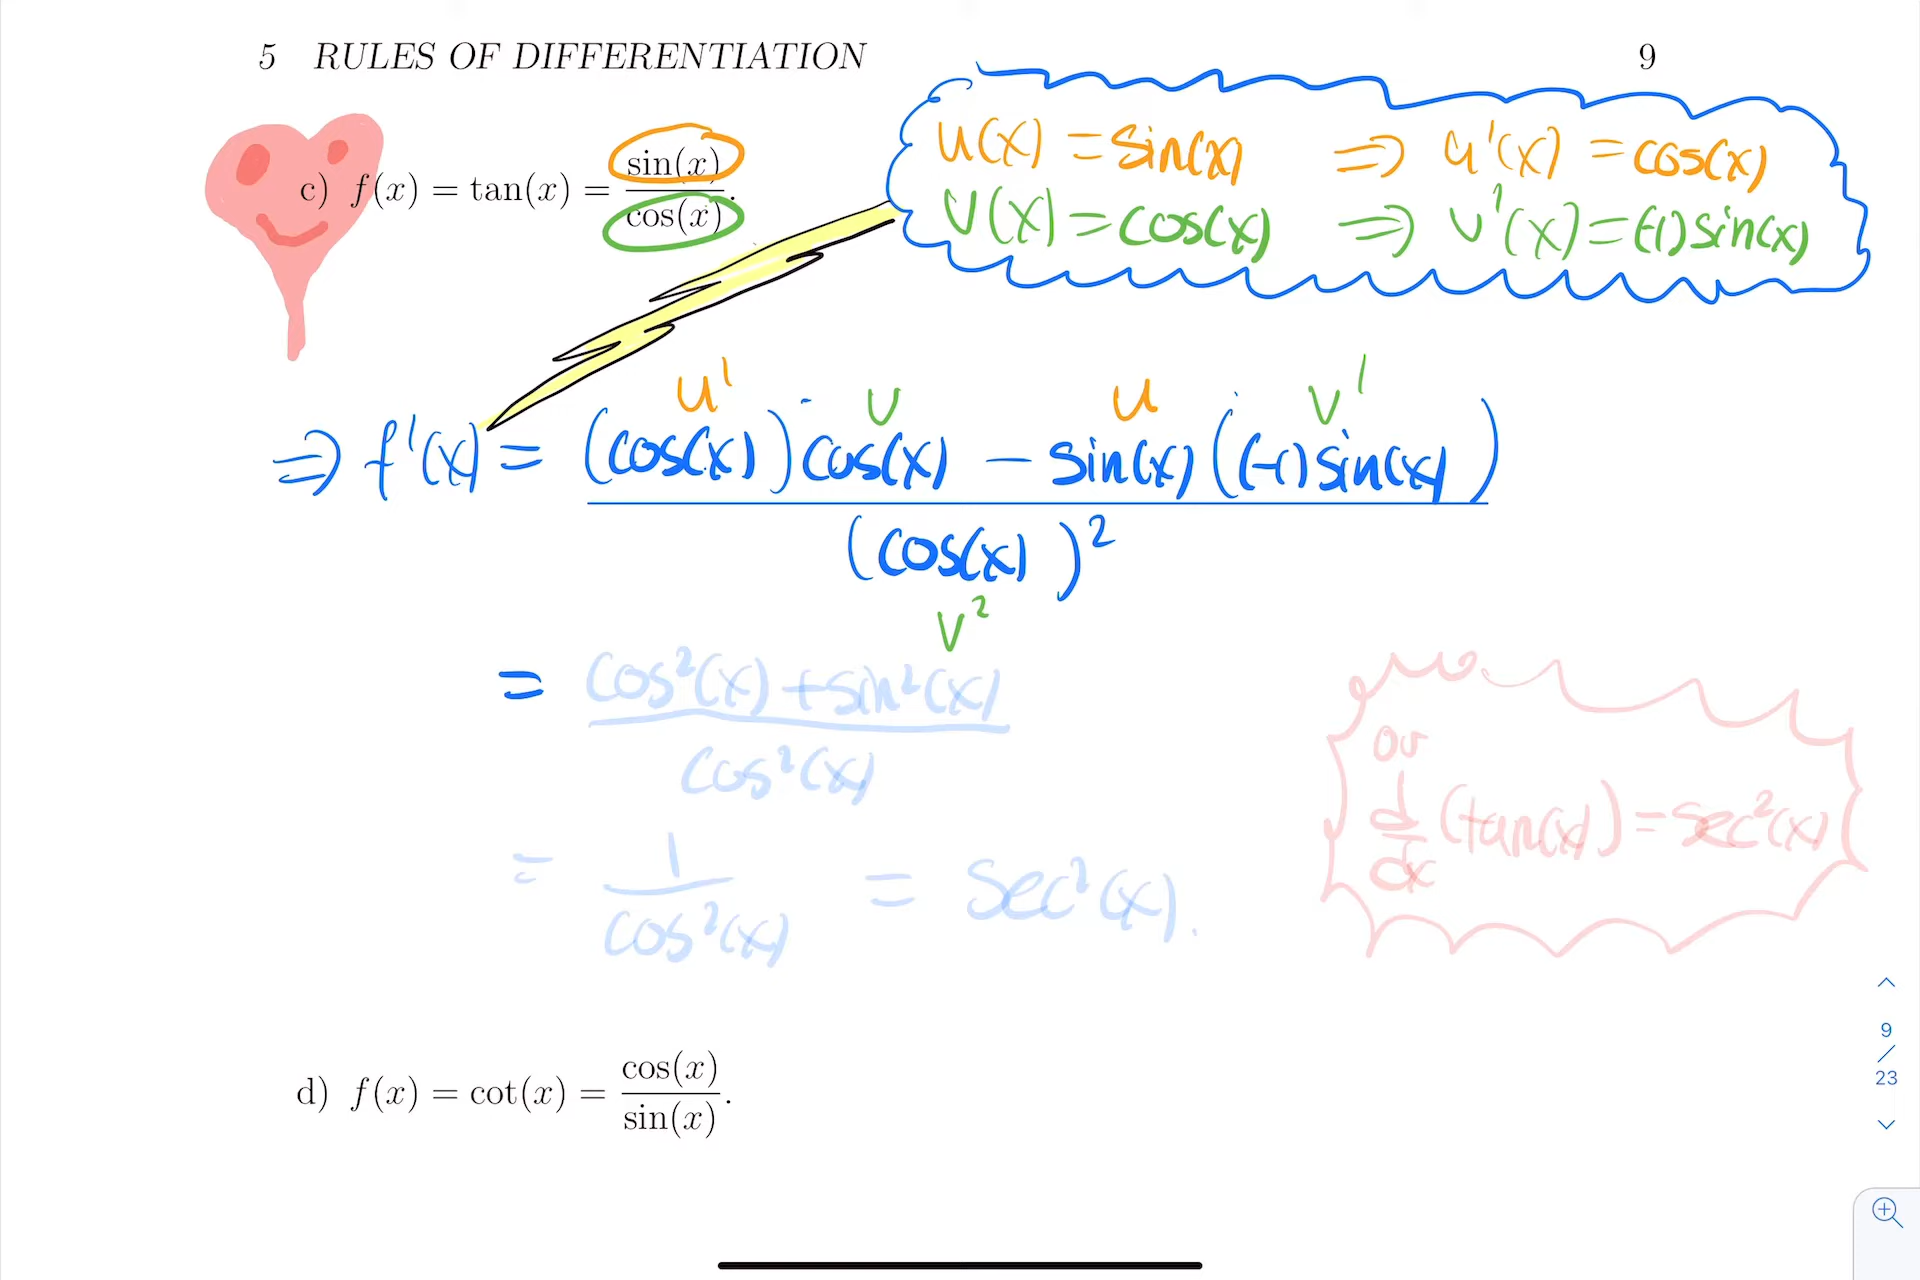 5 RULES OF DIFFERENTIATION 9
c) f(x) = tan(x) = sin(x)/cos(x).
u(x) = sin(x) ⇒ u'(x) = cos(x)
v(x) = cos(x) ⇒ v'(x) = (-1)sin(x)
u' v u v'
⇒ f'(x) = (cos(x))·cos(x) − sin(x)·((-1)sin(x))
(cos(x))²
v²
= cos²(x) + sin²(x)
cos²(x)
or
d/dx (tan(x)) = sec²(x)
= 1/cos²(x) = sec²(x).
d) f(x) = cot(x) = cos(x)/sin(x).
9
/
23